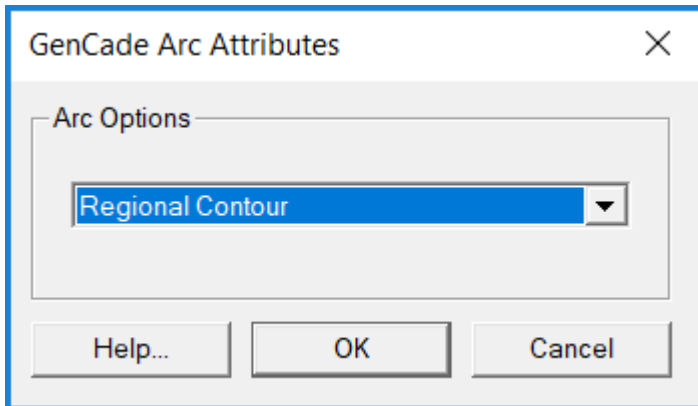 GenCade Arc Attributes
Arc Options
Regional Contour
Help... OK Cancel